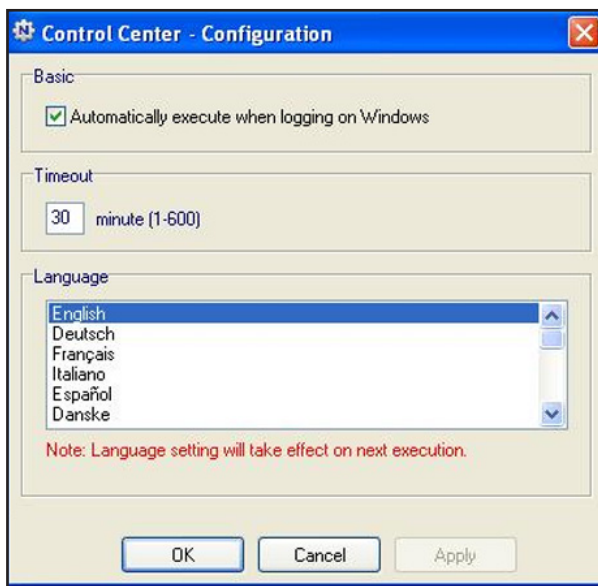 Control Center - Configuration
Basic
Automatically execute when logging on Windows
Timeout
30 minute (1-600)
Language
English
Deutsch
Français
Italiano
Español
Danske
Note: Language setting will take effect on next execution.
OK Cancel Apply